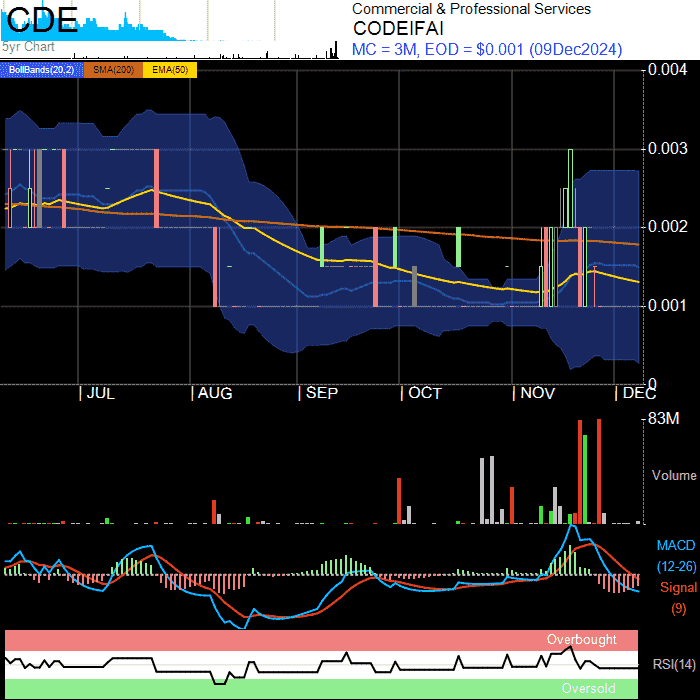 CDE
5yr Chart
Commercial & Professional Services
CODEIFAI
MC = 3M, EOD = $0.001 (09Dec2024)
BollBands(20,2) SMA(200) EMA(50)
0.004
0.003
0.002
0.001
0
JUL AUG SEP OCT NOV DEC
83M
Volume
MACD
(12-26)
Signal
(9)
Overbought
RSI(14)
Oversold